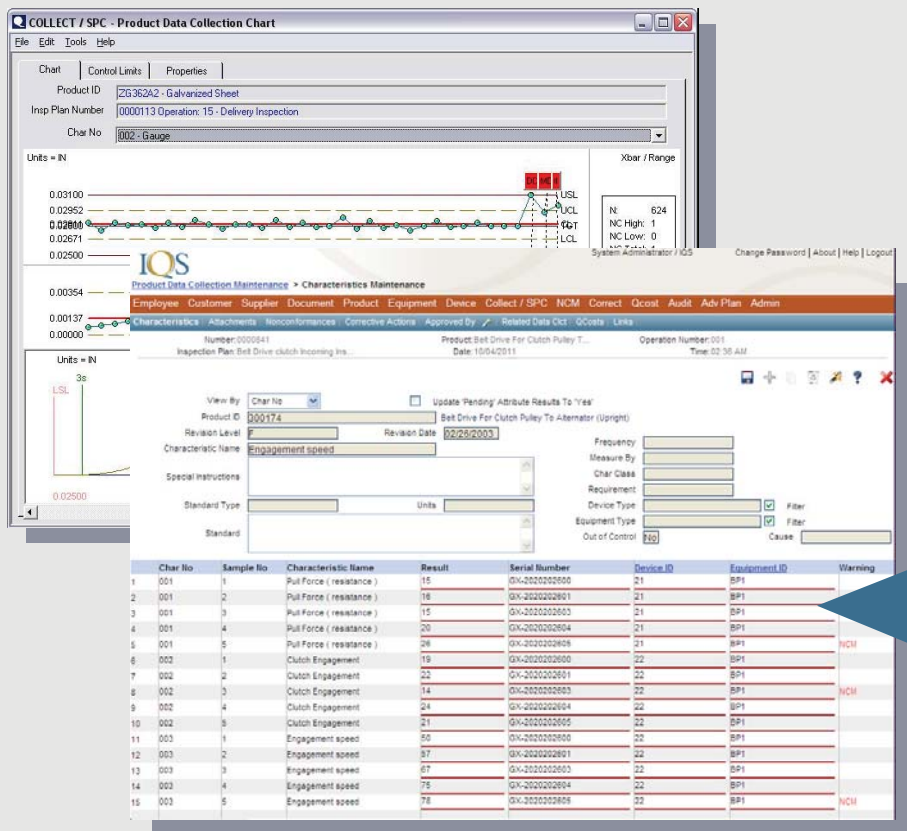 COLLECT / SPC - Product Data Collection Chart
File Edit Tools Help
Chart Control Limits Properties
Product ID ZG362A2 - Galvanized Sheet
Insp Plan Number 0000113 Operation: 15 - Delivery Inspection
Char No 002 - Gauge
Units = IN Xbar / Range
0.03100 USL
0.02952 UCL
TGT
0.02671 LCL
0.02500
N: 624
NC High: 1
NC Low: 0
0.00354
0.00137
0.00000
Units = IN
3s
LSL
0.02500
IQS
System Administrator / IQS Change Password | About | Help | Logout
Product Data Collection Maintenance > Characteristics Maintenance
Employee Customer Supplier Document Product Equipment Device Collect / SPC NCM Correct Qcost Audit Adv Plan Admin
Characteristics Attachments Nonconformances Corrective Actions Approved By Related Data Clct QCosts Links
Number: 0000641 Product: Belt Drive For Clutch Pulley T... Operation Number: 001
Inspection Plan: Belt Drive clutch Incoming Ins... Date: 10/04/2011 Time: 02:36 AM
View By Char No Update 'Pending' Attribute Results To 'Yes'
Product ID 300174 Belt Drive For Clutch Pulley To Alternator (Upright)
Revision Level F Revision Date 02/26/2003
Characteristic Name Engagement speed
Special Instructions
Standard Type Units
Standard
Frequency
Measure By
Char Class
Requirement
Device Type Filter
Equipment Type Filter
Out of Control No Cause
Char No Sample No Characteristic Name Result Serial Number Device ID Equipment ID Warning
1 001 1 Pull Force ( resistance ) 15 GX-2020202600 21 BP1
2 001 2 Pull Force ( resistance ) 16 GX-2020202601 21 BP1
3 001 3 Pull Force ( resistance ) 15 GX-2020202603 21 BP1
4 001 4 Pull Force ( resistance ) 20 GX-2020202604 21 BP1
5 001 5 Pull Force ( resistance ) 26 GX-2020202605 21 BP1 NCM
6 002 1 Clutch Engagement 19 GX-2020202600 22 BP1
7 002 2 Clutch Engagement 22 GX-2020202601 22 BP1
8 002 3 Clutch Engagement 14 GX-2020202603 22 BP1 NCM
9 002 4 Clutch Engagement 24 GX-2020202604 22 BP1
10 002 5 Clutch Engagement 21 GX-2020202605 22 BP1
11 003 1 Engagement speed 50 GX-2020202600 22 BP1
12 003 2 Engagement speed 57 GX-2020202601 22 BP1
13 003 3 Engagement speed 67 GX-2020202603 22 BP1
14 003 4 Engagement speed 75 GX-2020202604 22 BP1
15 003 5 Engagement speed 78 GX-2020202605 22 BP1 NCM